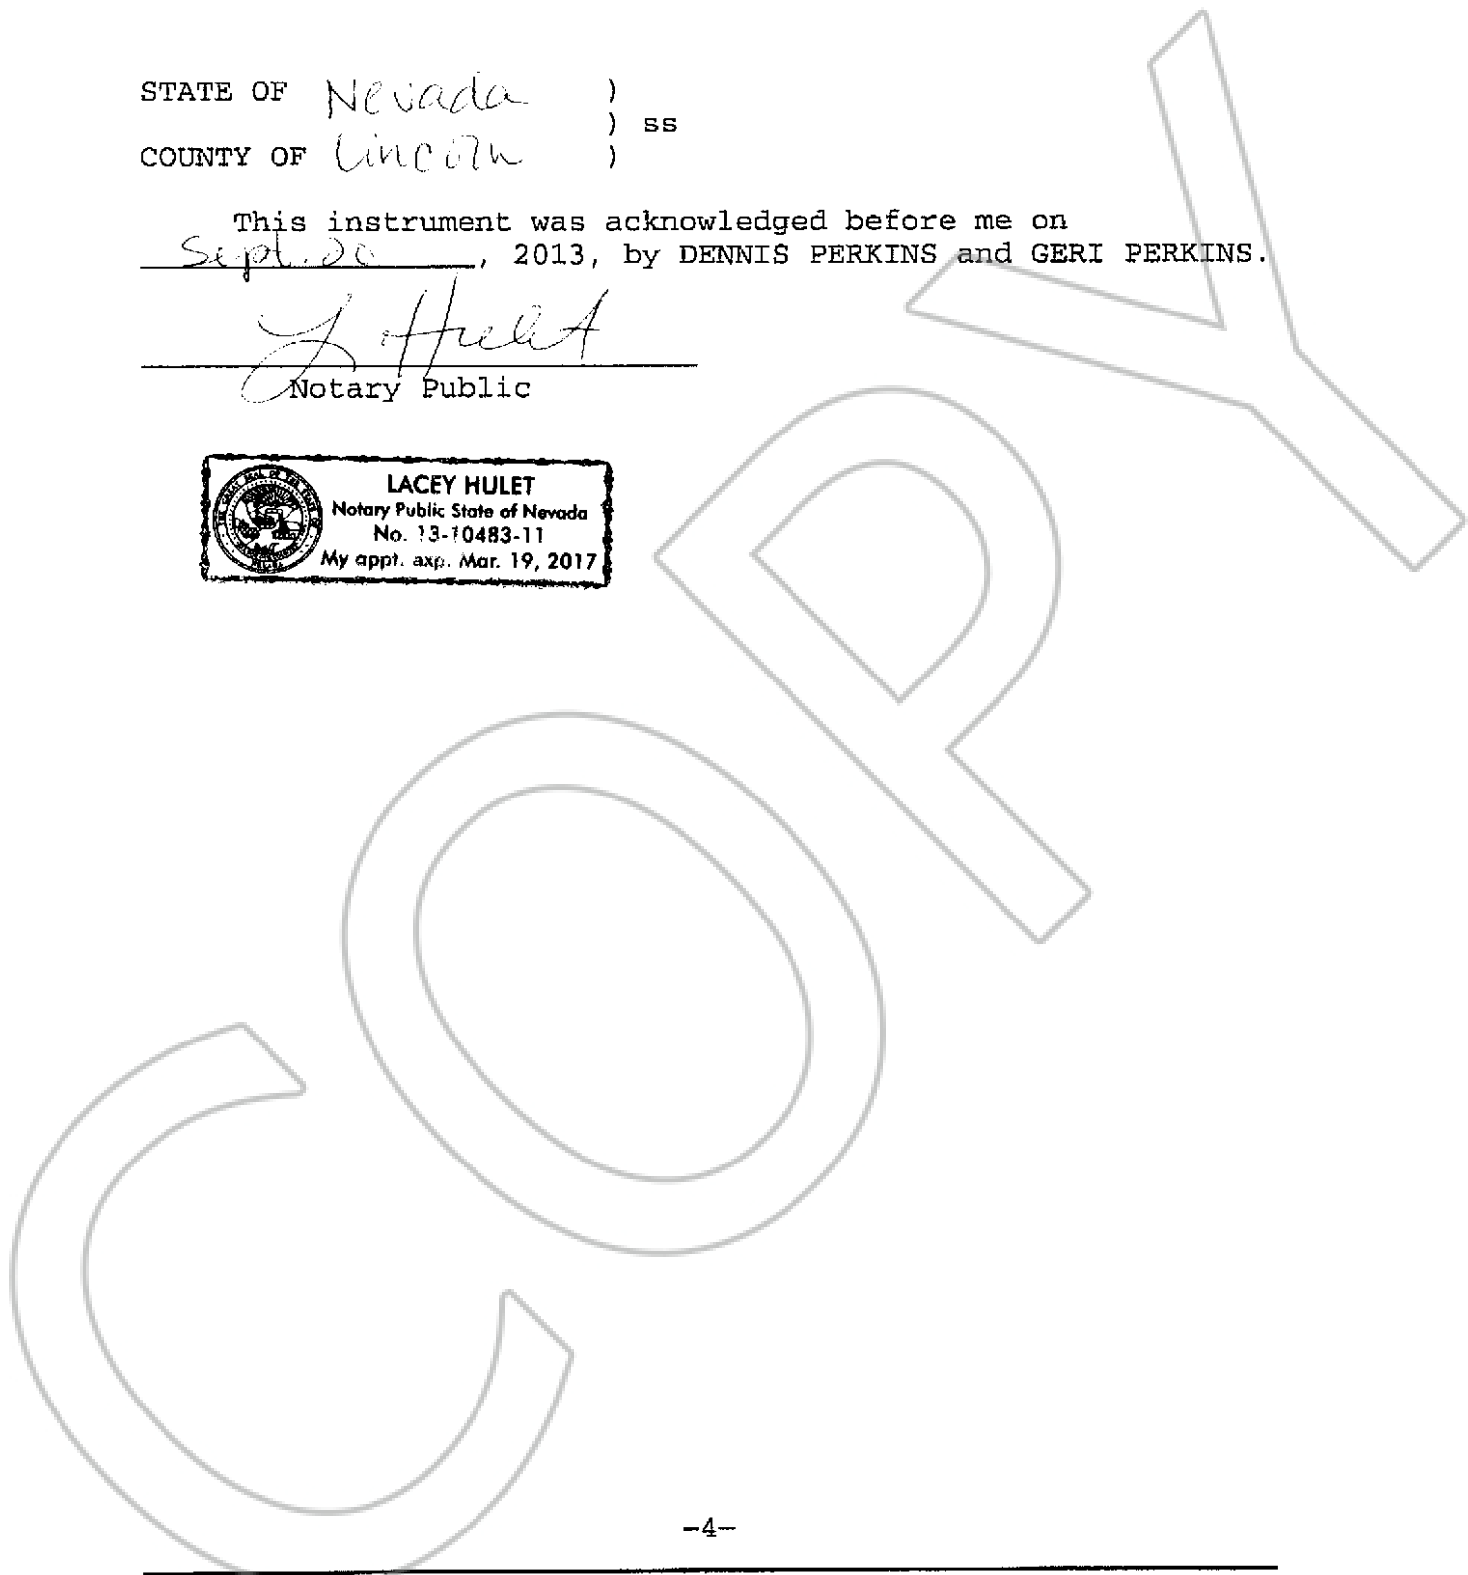 STATE OF Nevada )
) ss
COUNTY OF Lincoln )
This instrument was acknowledged before me on
Sept. 20, 2013, by DENNIS PERKINS and GERI PERKINS.
L Hulet
Notary Public
LACEY HULET
Notary Public State of Nevada
No. 13-10483-11
My appt. exp. Mar. 19, 2017
COPY
-4-